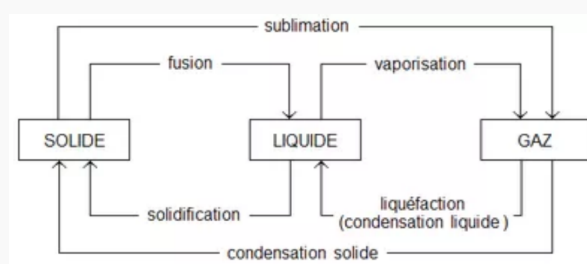 sublimation
fusion
vaporisation
SOLIDE
LIQUIDE
GAZ
solidification
liquéfaction
(condensation liquide)
condensation solide